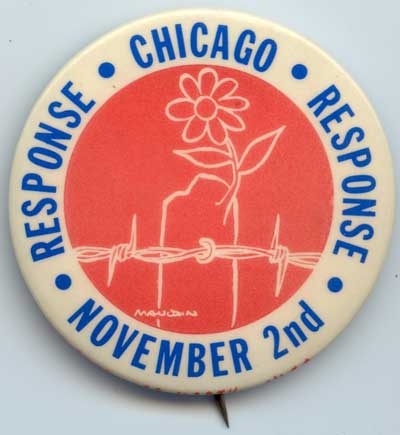 RESPONSE • CHICAGO • RESPONSE • NOVEMBER 2nd •
MAULDIN